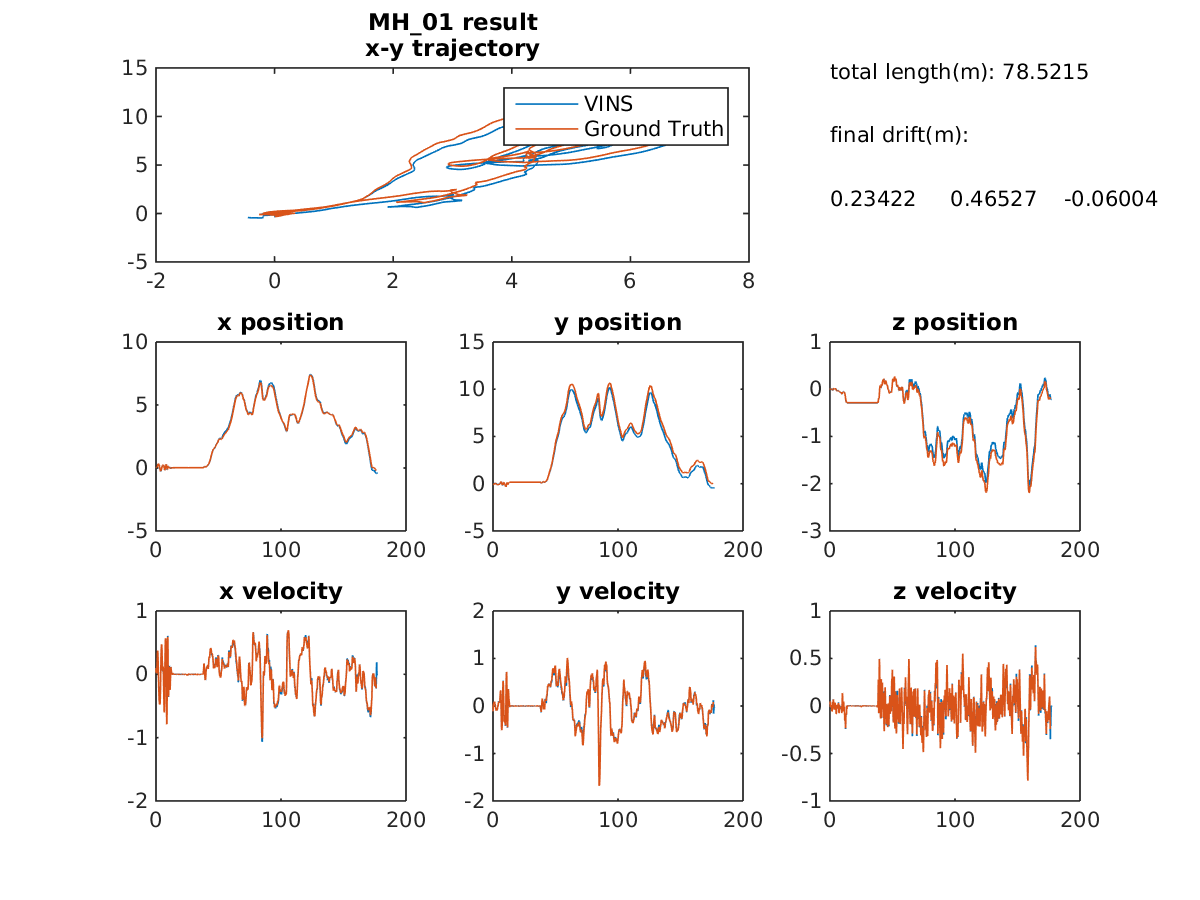 MH_01 result
x-y trajectory
total length(m): 78.5215
final drift(m):
0.23422 0.46527 -0.06004
VINS
Ground Truth
15
10
5
0
-5
-2 0 2 4 6 8
x position
10
5
0
-5
0 100 200
y position
15
10
5
0
-5
0 100 200
z position
1
0
-1
-2
-3
0 100 200
x velocity
1
0
-1
-2
0 100 200
y velocity
2
1
0
-1
-2
0 100 200
z velocity
1
0.5
0
-0.5
-1
0 100 200